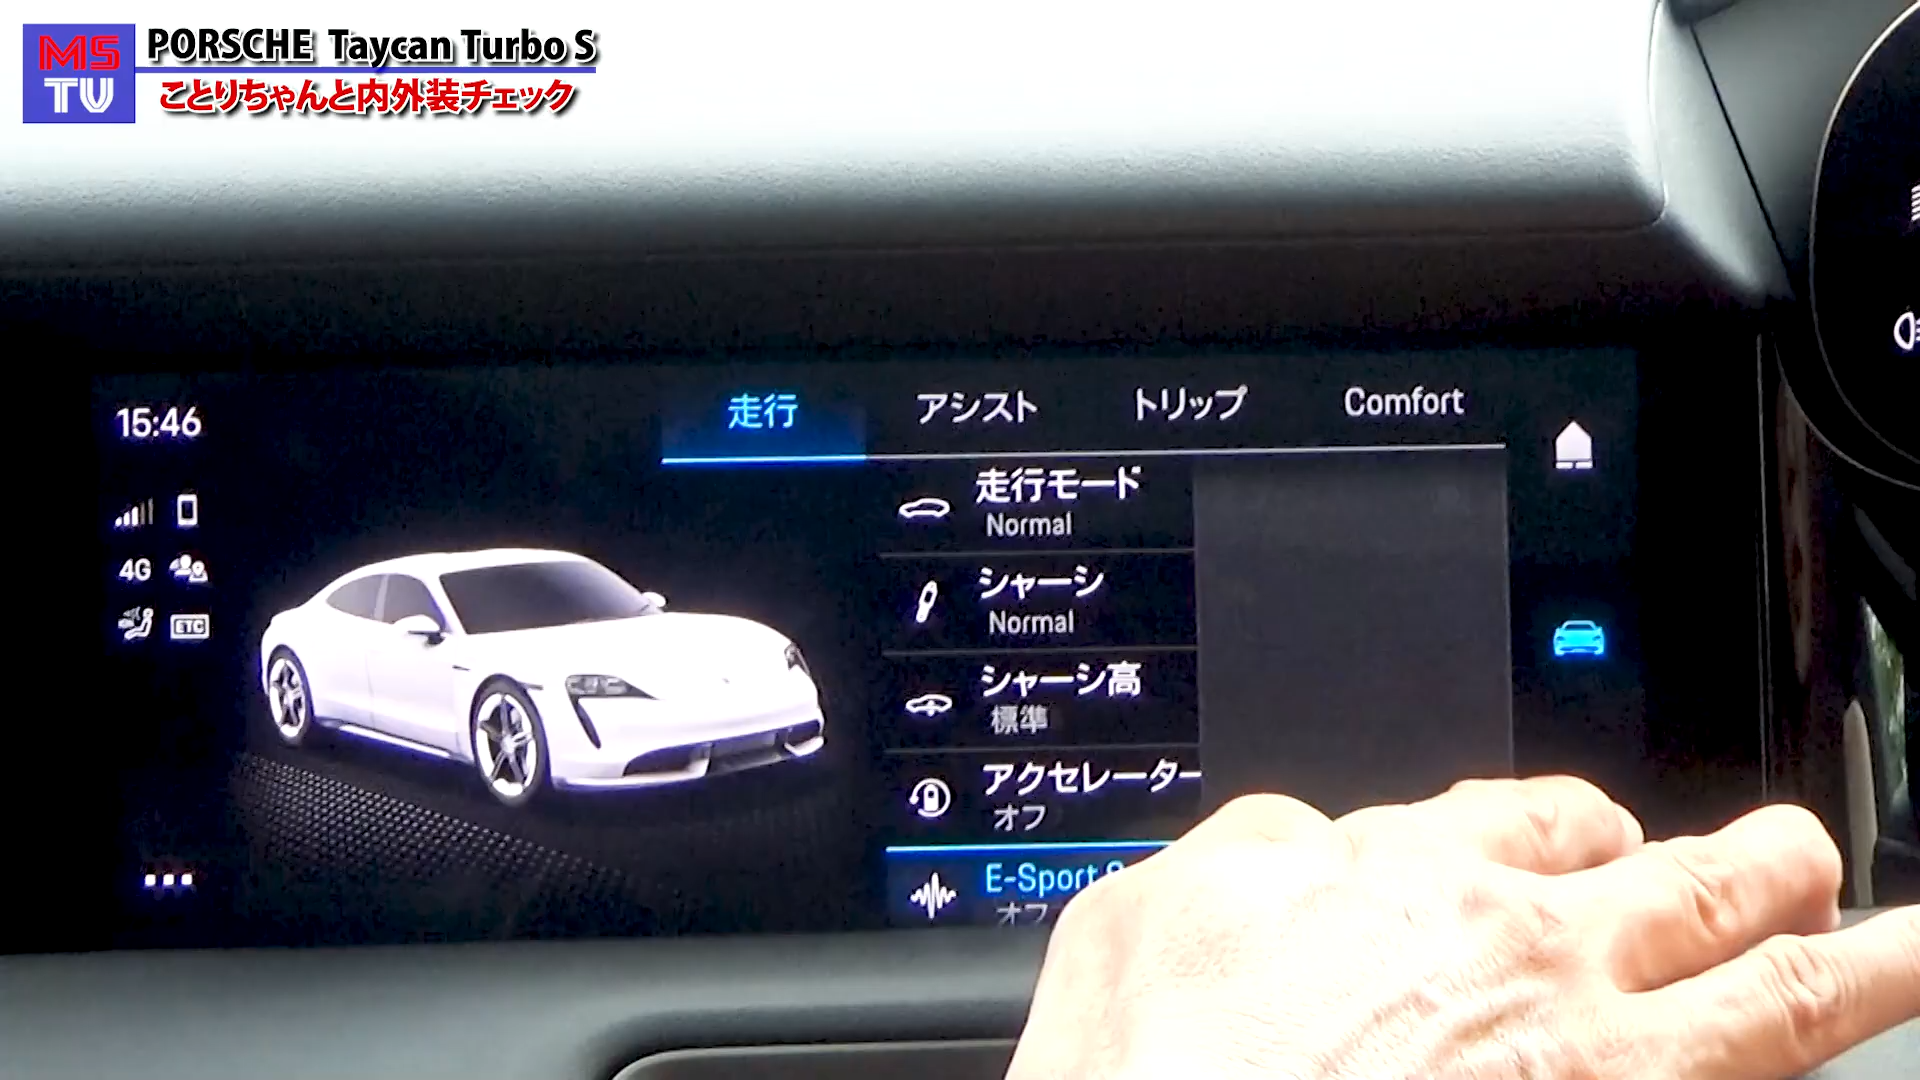 MS
TV
PORSCHE Taycan Turbo S
ことりちゃんと内外装チェック
15:46
4G
ETC
走行
アシスト
トリップ
Comfort
走行モード
Normal
シャーシ
Normal
シャーシ高
標準
アクセレーター
オフ
E-Sport
オフ